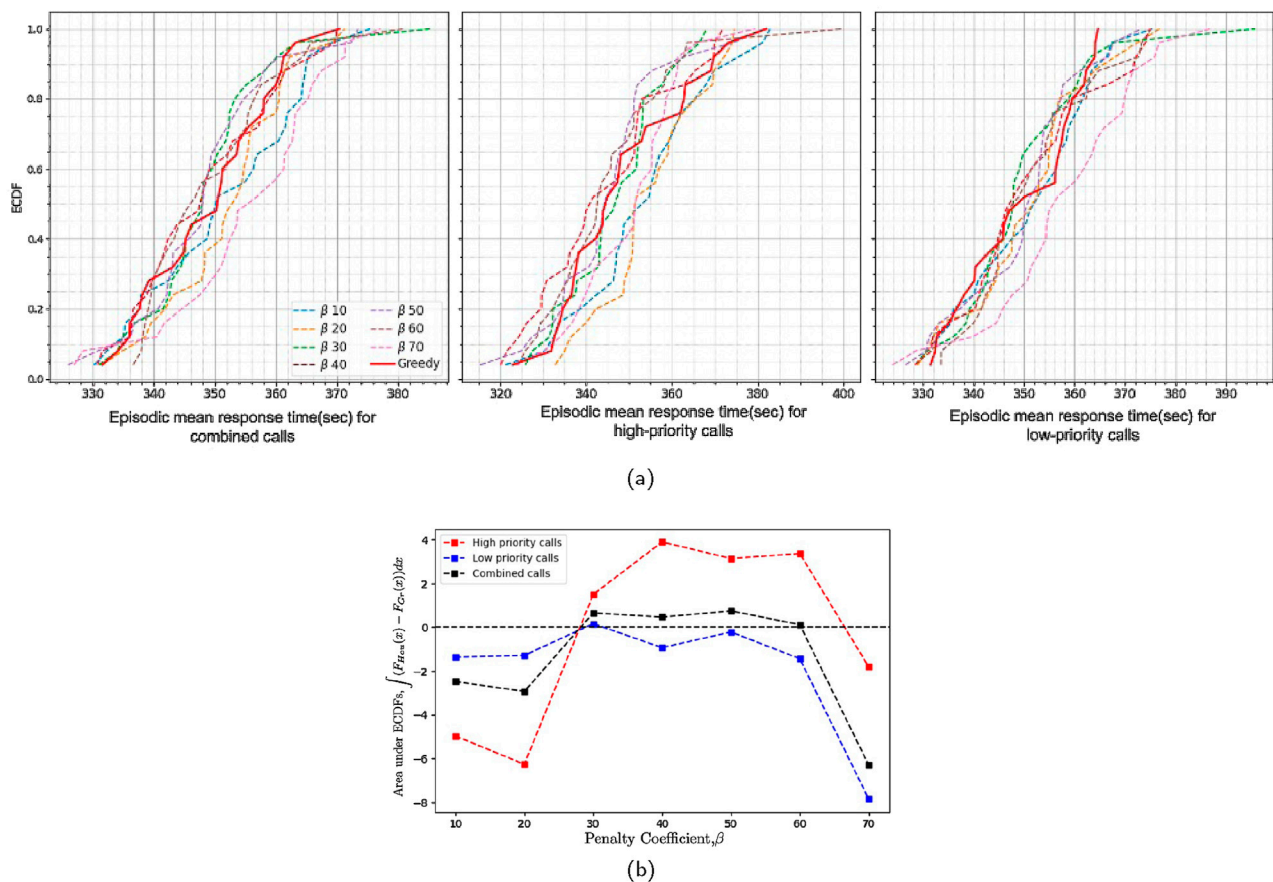 ECDF
1.0
0.8
0.6
0.4
0.2
0.0
β 10
β 20
β 30
β 40
β 50
β 60
β 70
Greedy
330 340 350 360 370 380
320 340 360 380 400
330 340 350 360 370 380 390
Episodic mean response time(sec) for
combined calls
Episodic mean response time(sec) for
high-priority calls
Episodic mean response time(sec) for
low-priority calls
(a)
Area under ECDFs, ∫(F_Heu(x) − F_Gr(x))dx
4
2
0
−2
−4
−6
−8
High priority calls
Low priority calls
Combined calls
10 20 30 40 50 60 70
Penalty Coefficient,β
(b)